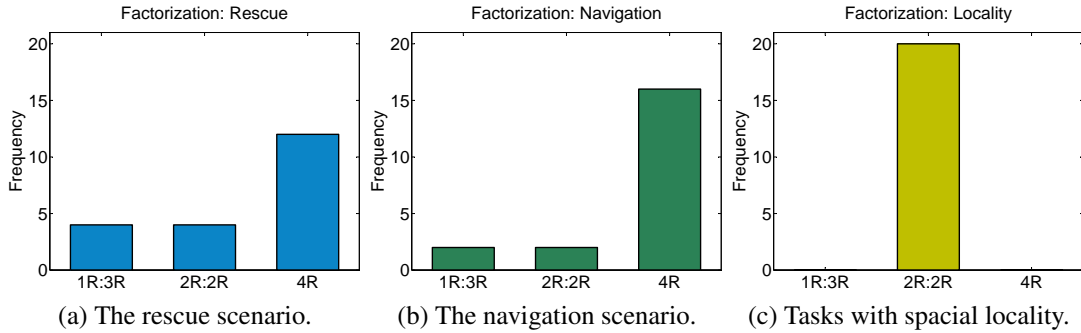 Factorization: Rescue
20
15
10
5
0
Frequency
1R:3R 2R:2R 4R
(a) The rescue scenario.
Factorization: Navigation
20
15
10
5
0
Frequency
1R:3R 2R:2R 4R
(b) The navigation scenario.
Factorization: Locality
20
15
10
5
0
Frequency
1R:3R 2R:2R 4R
(c) Tasks with spacial locality.